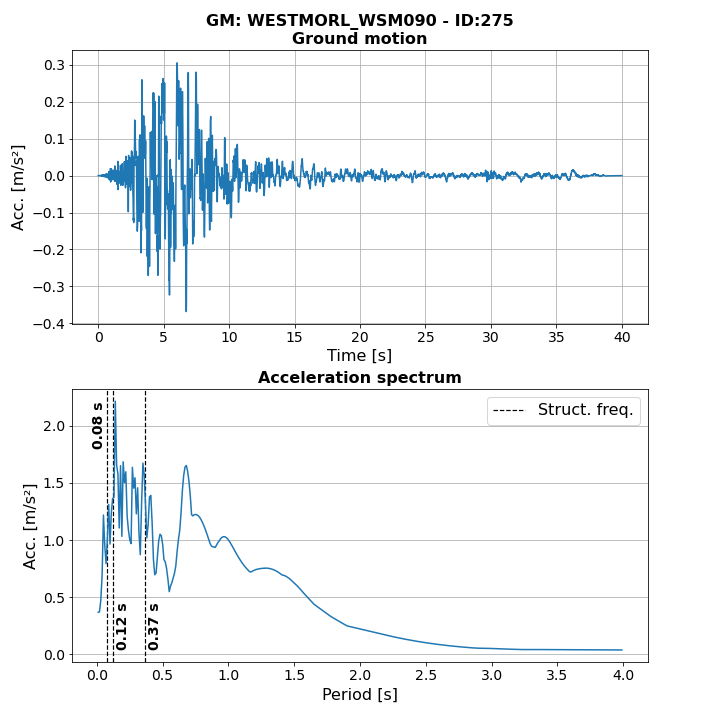 GM: WESTMORL_WSM090 - ID:275
Ground motion
0.3
0.2
0.1
0.0
−0.1
−0.2
−0.3
−0.4
Acc. [m/s²]
0 5 10 15 20 25 30 35 40
Time [s]
Acceleration spectrum
Struct. freq.
2.0
1.5
1.0
0.5
0.0
Acc. [m/s²]
0.08 s
0.12 s
0.37 s
0.0 0.5 1.0 1.5 2.0 2.5 3.0 3.5 4.0
Period [s]